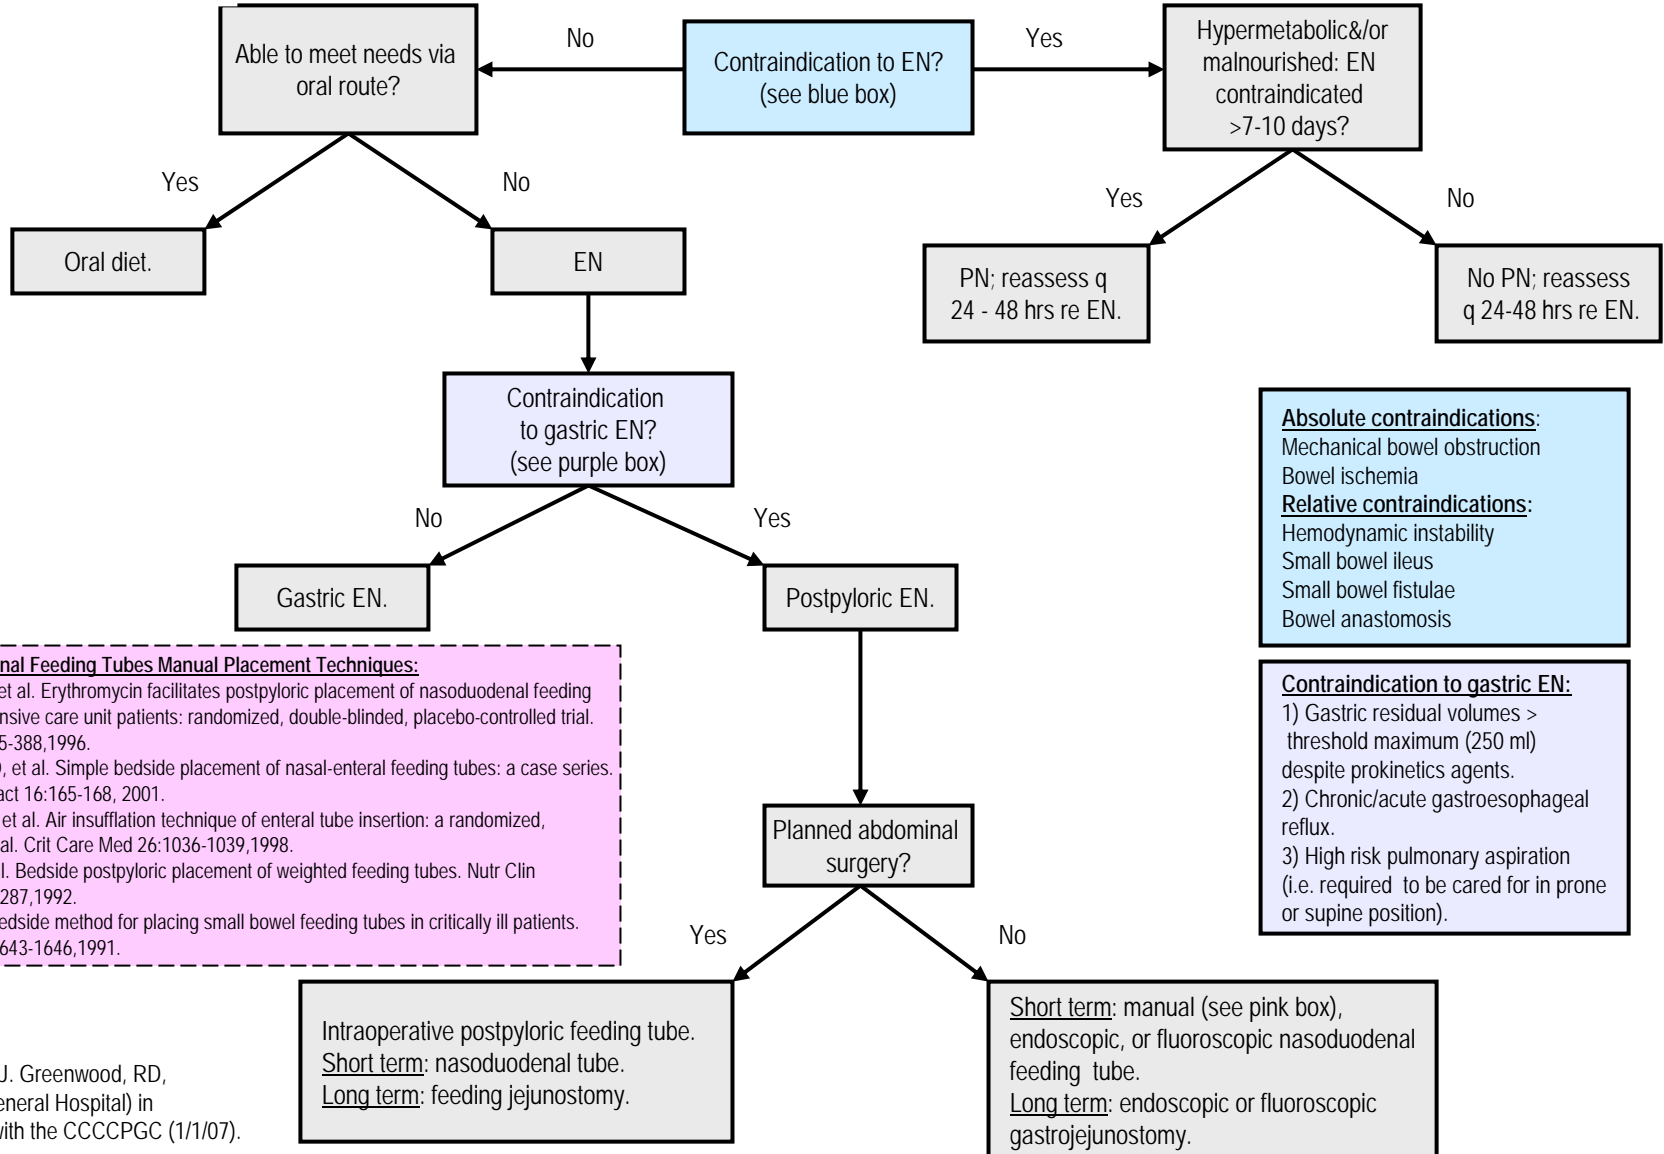 Able to meet needs via
oral route?
No
Contraindication to EN?
(see blue box)
Yes
Hypermetabolic&/or
malnourished: EN
contraindicated
>7-10 days?
Yes
No
Yes
No
Oral diet.
EN
PN; reassess q
24 - 48 hrs re EN.
No PN; reassess
q 24-48 hrs re EN.
Contraindication
to gastric EN?
(see purple box)
No
Yes
Gastric EN.
Postpyloric EN.
Absolute contraindications:
Mechanical bowel obstruction
Bowel ischemia
Relative contraindications:
Hemodynamic instability
Small bowel ileus
Small bowel fistulae
Bowel anastomosis
Contraindication to gastric EN:
1) Gastric residual volumes >
threshold maximum (250 ml)
despite prokinetics agents.
2) Chronic/acute gastroesophageal
reflux.
3) High risk pulmonary aspiration
(i.e. required to be cared for in prone
or supine position).
nal Feeding Tubes Manual Placement Techniques:
et al. Erythromycin facilitates postpyloric placement of nasoduodenal feeding
nsive care unit patients: randomized, double-blinded, placebo-controlled trial.
5-388,1996.
, et al. Simple bedside placement of nasal-enteral feeding tubes: a case series.
act 16:165-168, 2001.
et al. Air insufflation technique of enteral tube insertion: a randomized,
al. Crit Care Med 26:1036-1039,1998.
l. Bedside postpyloric placement of weighted feeding tubes. Nutr Clin
287,1992.
edside method for placing small bowel feeding tubes in critically ill patients.
643-1646,1991.
Planned abdominal
surgery?
Yes
No
Intraoperative postpyloric feeding tube.
Short term: nasoduodenal tube.
Long term: feeding jejunostomy.
Short term: manual (see pink box),
endoscopic, or fluoroscopic nasoduodenal
feeding tube.
Long term: endoscopic or fluoroscopic
gastrojejunostomy.
J. Greenwood, RD,
eneral Hospital) in
with the CCCCPGC (1/1/07).